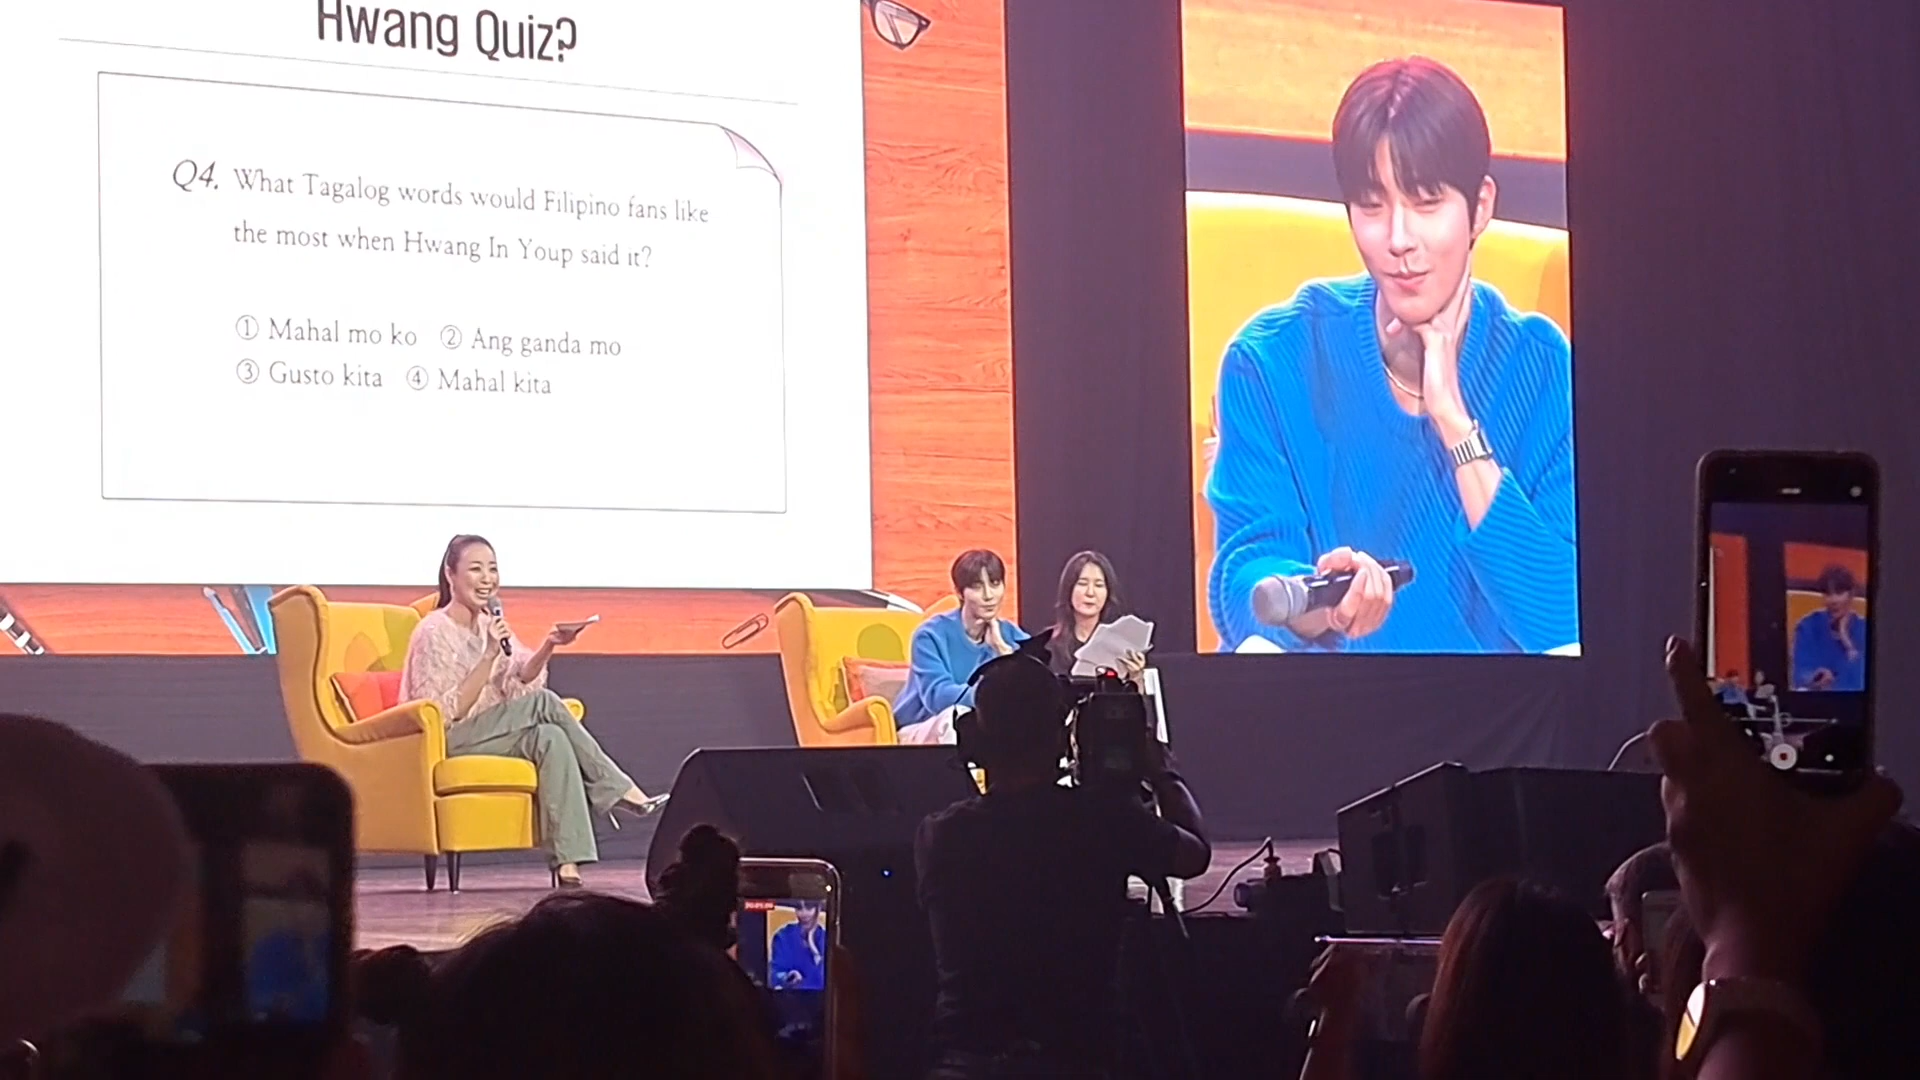 Hwang Quiz?
Q4. What Tagalog words would Filipino fans like
the most when Hwang In Youp said it?
① Mahal mo ko ② Ang ganda mo
③ Gusto kita ④ Mahal kita